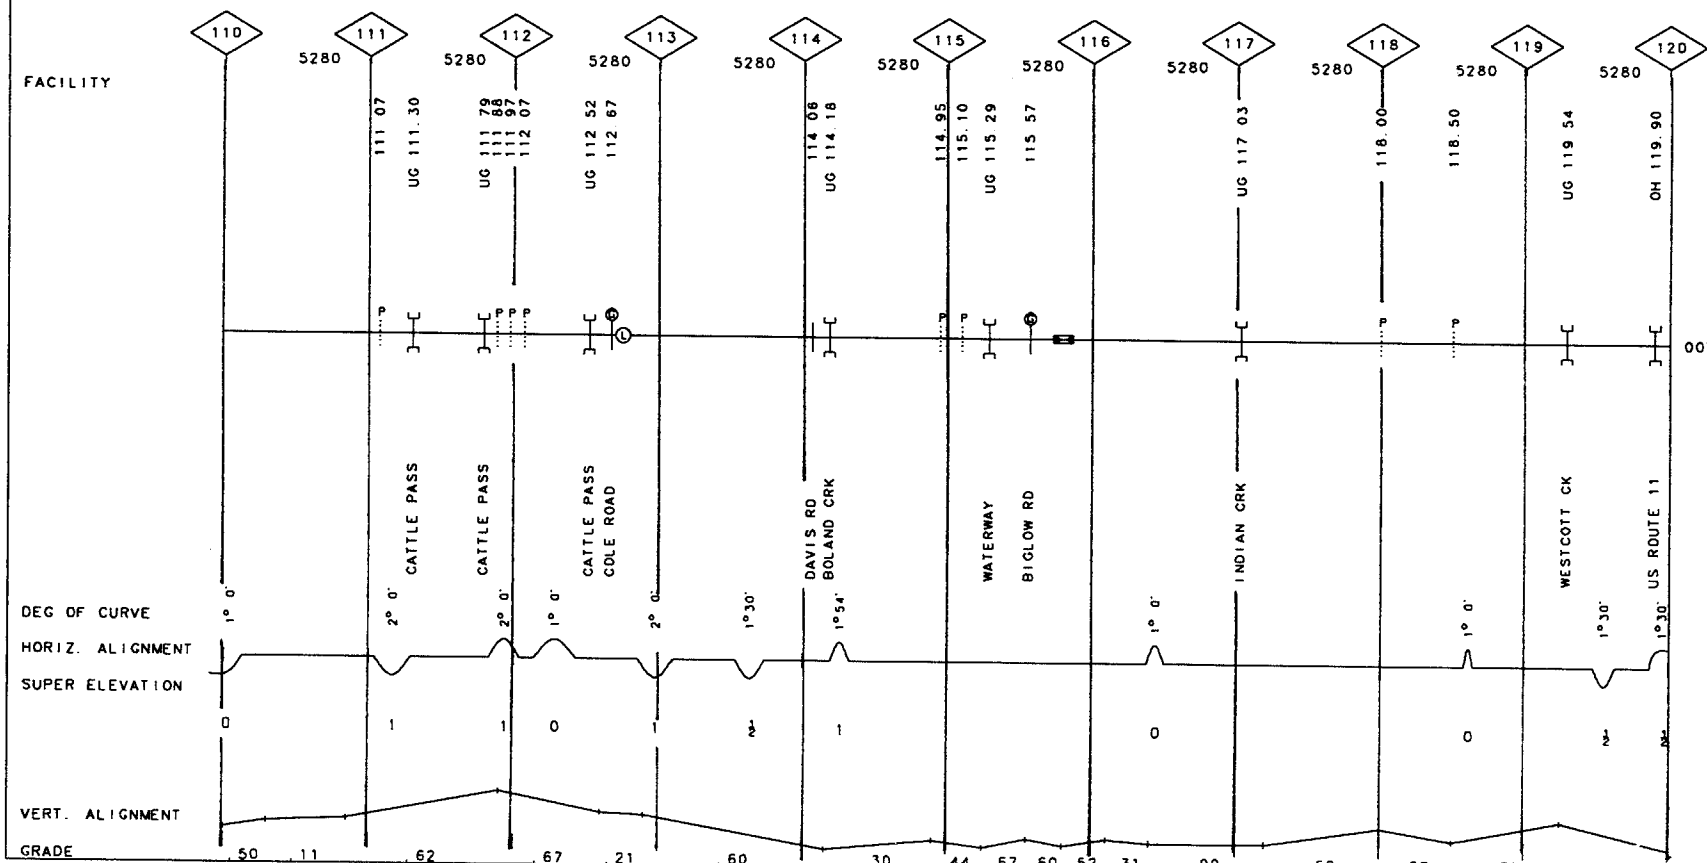 110 111 112 113 114 115 116 117 118 119 120
5280 5280 5280 5280 5280 5280 5280 5280 5280 5280
FACILITY
111 07
UG 111.30
UG 111 79
111 88
111 97
112 07
UG 112 52
112 67
114 06
UG 114.18
114.95
115.10
UG 115 29
115 57
UG 117 03
118.00
118.50
UG 119 54
OH 119.90
P P P P L P P P P 00
CATTLE PASS
CATTLE PASS
CATTLE PASS
COLE ROAD
DAVIS RD
BOLAND CRK
WATERWAY
BIGLOW RD
INDIAN CRK
WESTCOTT CK
US ROUTE 11
DEG OF CURVE
1° 0' 2° 0' 2° 0' 1° 0' 2° 0' 1°30' 1°54' 1° 0' 1° 0' 1°30' 1°30'
HORIZ. ALIGNMENT
SUPER ELEVATION
0 1 1 0 1 ½ 1 0 0 ½ ½
VERT. ALIGNMENT
GRADE
.50 .11 .62 .67 .21 .60 .30 .44